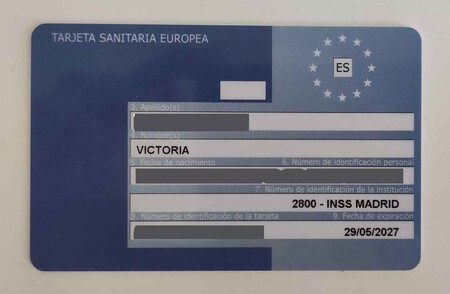 TARJETA SANITARIA EUROPEA
ES
3. Apellido(s)
4. Nombre(s)
VICTORIA
5. Fecha de nacimiento 6. Número de identificación personal
7. Número de identificación de la institución
2800 - INSS MADRID
8. Número de identificación de la tarjeta 9. Fecha de expiración
29/05/2027